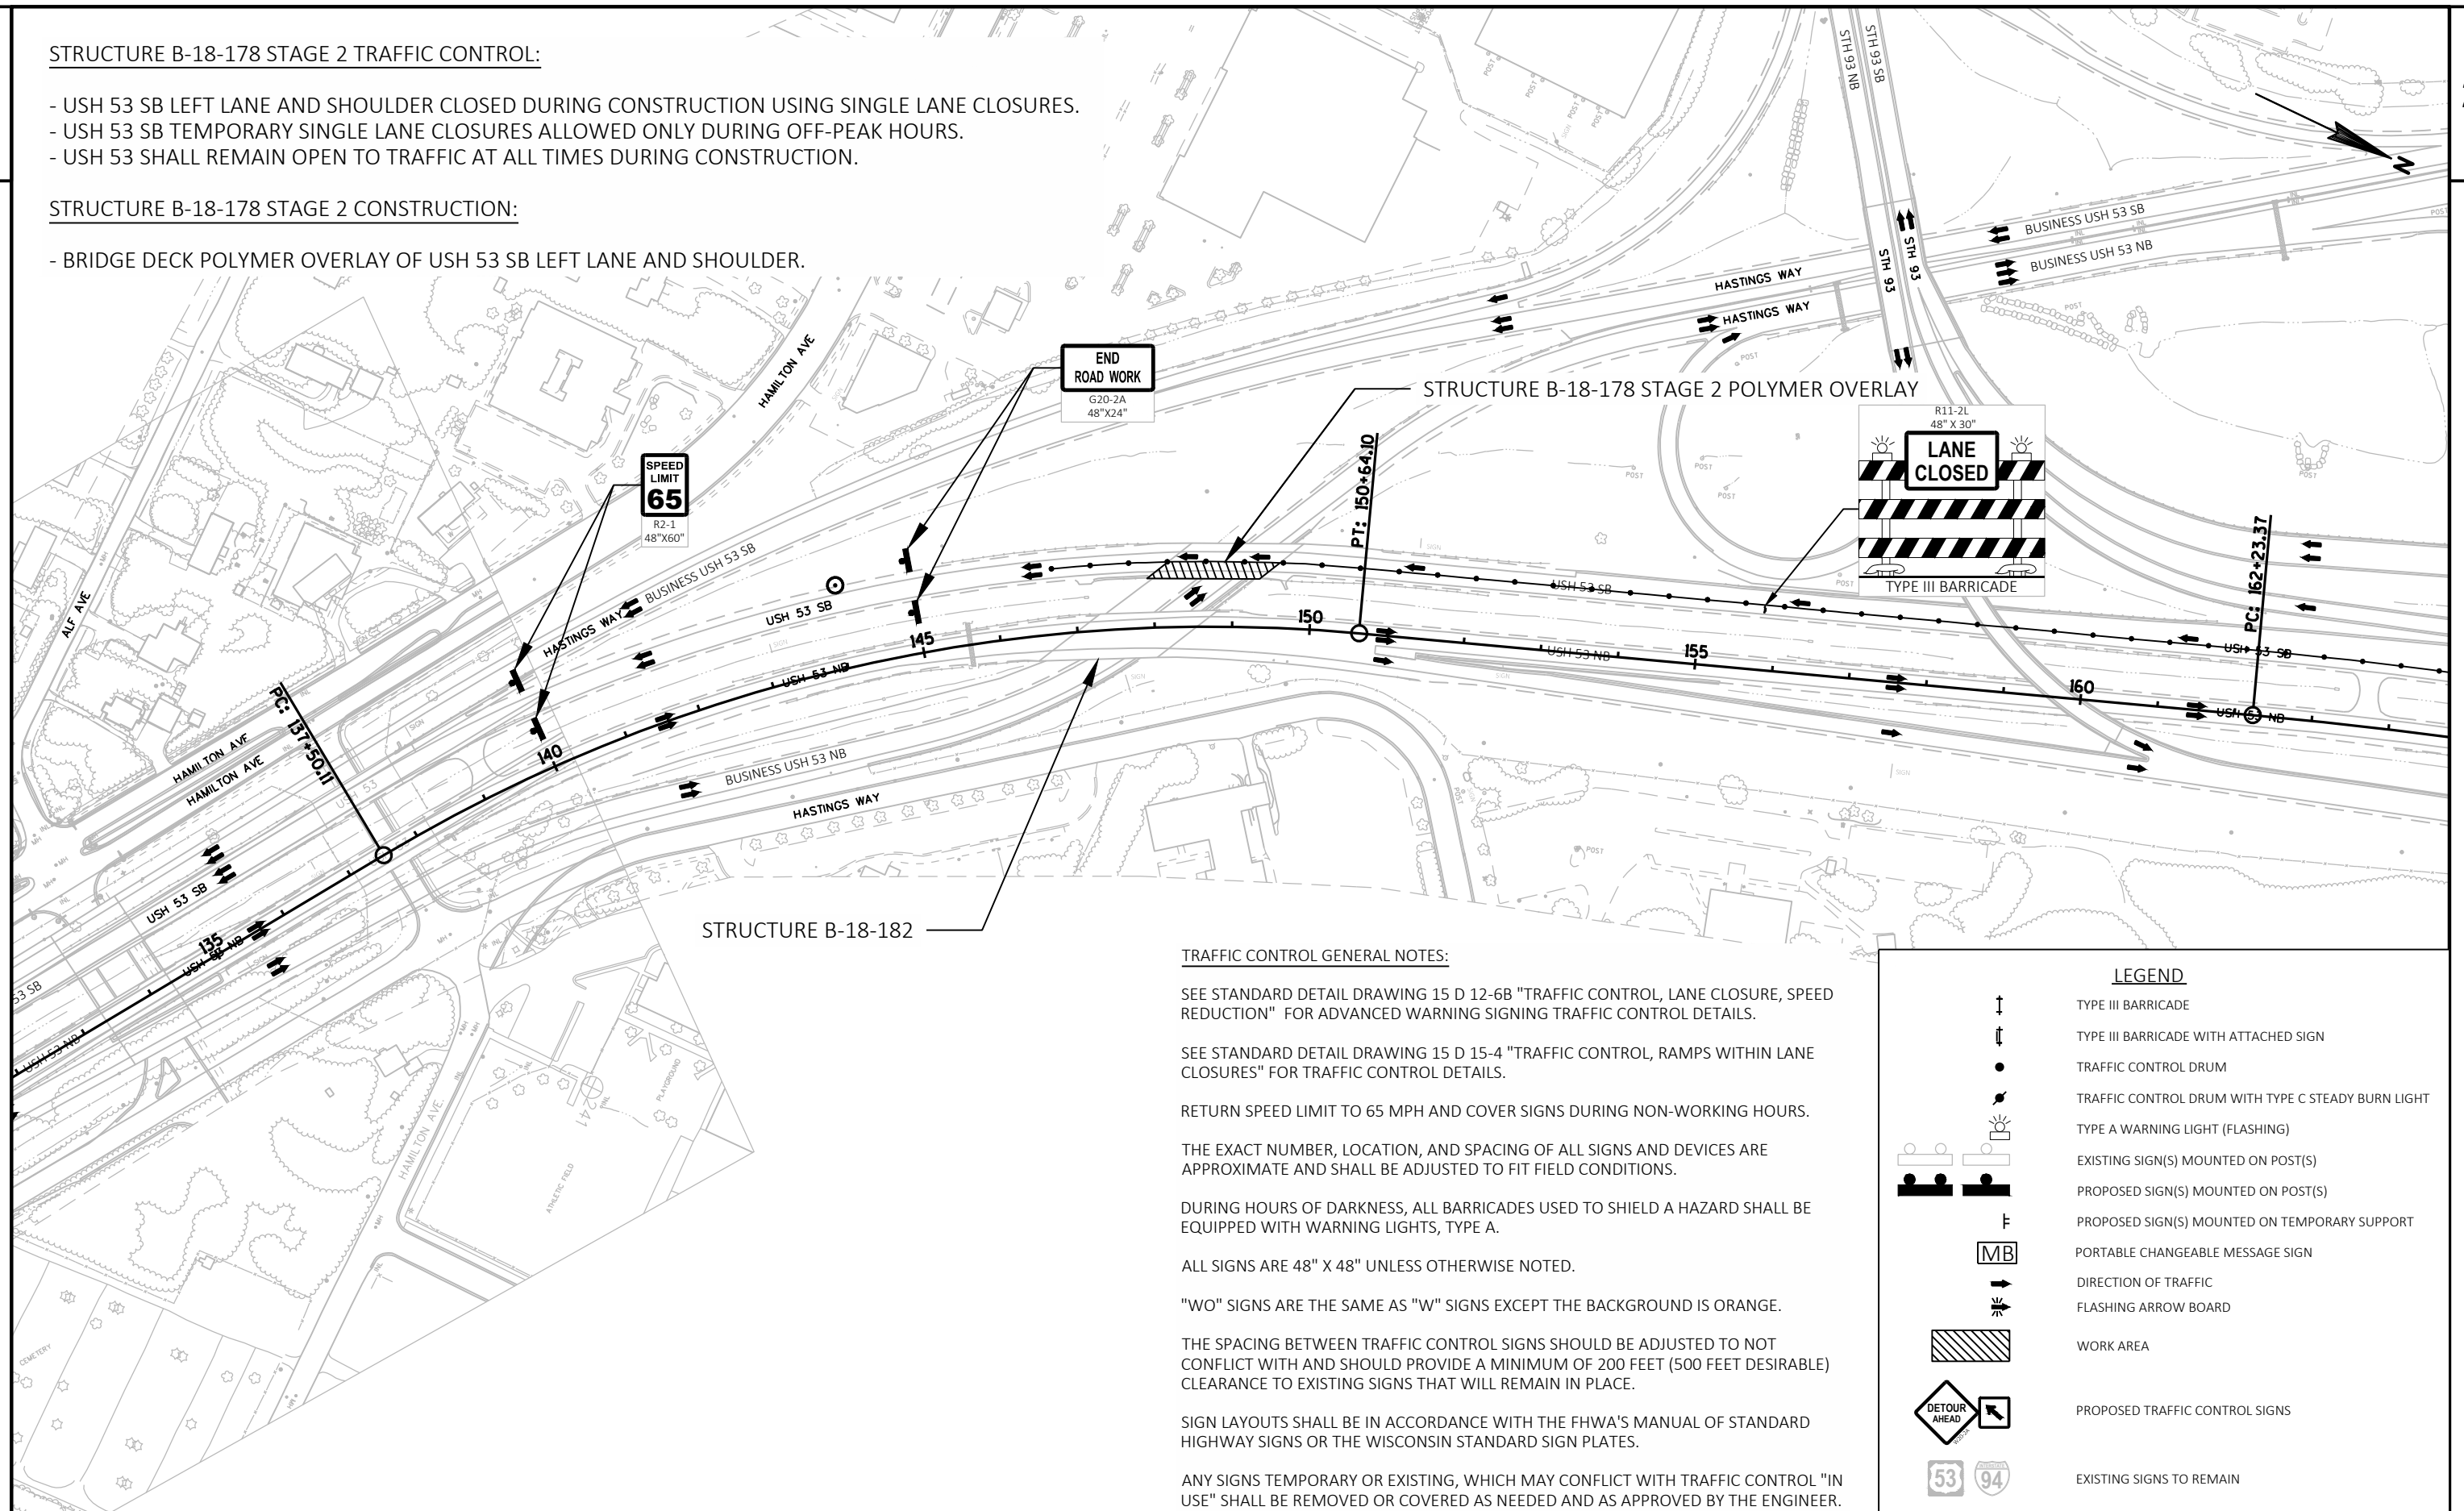 STRUCTURE B-18-178 STAGE 2 TRAFFIC CONTROL:
- USH 53 SB LEFT LANE AND SHOULDER CLOSED DURING CONSTRUCTION USING SINGLE LANE CLOSURES.
- USH 53 SB TEMPORARY SINGLE LANE CLOSURES ALLOWED ONLY DURING OFF-PEAK HOURS.
- USH 53 SHALL REMAIN OPEN TO TRAFFIC AT ALL TIMES DURING CONSTRUCTION.
STRUCTURE B-18-178 STAGE 2 CONSTRUCTION:
- BRIDGE DECK POLYMER OVERLAY OF USH 53 SB LEFT LANE AND SHOULDER.
STH 93 NB
STH 93 SB
N
BUSINESS USH 53 SB
BUSINESS USH 53 NB
HASTINGS WAY
HASTINGS WAY
STH 93
STH 93
HAMILTON AVE
END
ROAD WORK
G20-2A
48"X24"
STRUCTURE B-18-178 STAGE 2 POLYMER OVERLAY
R11-2L
48" X 30"
LANE
CLOSED
TYPE III BARRICADE
SPEED
LIMIT
65
R2-1
48"X60"
PT: 150+64.10
PC: 162+23.37
ALF AVE
BUSINESS USH 53 SB
HASTINGS WAY
USH 53 SB
USH 53 SB
USH 53 SB
145
150
155
160
140
135
USH 53 NB
USH 53 NB
USH 53 NB
PC: 137+50.11
HAMILTON AVE
HAMILTON AVE
USH 53
BUSINESS USH 53 NB
HASTINGS WAY
USH 53 SB
USH 53 NB
53 SB
USH 53 NB
STRUCTURE B-18-182
HAMILTON AVE.
PLAYGROUND
ATHLETIC FIELD
CEMETERY
TRAFFIC CONTROL GENERAL NOTES:
SEE STANDARD DETAIL DRAWING 15 D 12-6B "TRAFFIC CONTROL, LANE CLOSURE, SPEED
REDUCTION" FOR ADVANCED WARNING SIGNING TRAFFIC CONTROL DETAILS.
SEE STANDARD DETAIL DRAWING 15 D 15-4 "TRAFFIC CONTROL, RAMPS WITHIN LANE
CLOSURES" FOR TRAFFIC CONTROL DETAILS.
RETURN SPEED LIMIT TO 65 MPH AND COVER SIGNS DURING NON-WORKING HOURS.
THE EXACT NUMBER, LOCATION, AND SPACING OF ALL SIGNS AND DEVICES ARE
APPROXIMATE AND SHALL BE ADJUSTED TO FIT FIELD CONDITIONS.
DURING HOURS OF DARKNESS, ALL BARRICADES USED TO SHIELD A HAZARD SHALL BE
EQUIPPED WITH WARNING LIGHTS, TYPE A.
ALL SIGNS ARE 48" X 48" UNLESS OTHERWISE NOTED.
"WO" SIGNS ARE THE SAME AS "W" SIGNS EXCEPT THE BACKGROUND IS ORANGE.
THE SPACING BETWEEN TRAFFIC CONTROL SIGNS SHOULD BE ADJUSTED TO NOT
CONFLICT WITH AND SHOULD PROVIDE A MINIMUM OF 200 FEET (500 FEET DESIRABLE)
CLEARANCE TO EXISTING SIGNS THAT WILL REMAIN IN PLACE.
SIGN LAYOUTS SHALL BE IN ACCORDANCE WITH THE FHWA'S MANUAL OF STANDARD
HIGHWAY SIGNS OR THE WISCONSIN STANDARD SIGN PLATES.
ANY SIGNS TEMPORARY OR EXISTING, WHICH MAY CONFLICT WITH TRAFFIC CONTROL "IN
USE" SHALL BE REMOVED OR COVERED AS NEEDED AND AS APPROVED BY THE ENGINEER.
LEGEND
TYPE III BARRICADE
TYPE III BARRICADE WITH ATTACHED SIGN
TRAFFIC CONTROL DRUM
TRAFFIC CONTROL DRUM WITH TYPE C STEADY BURN LIGHT
TYPE A WARNING LIGHT (FLASHING)
EXISTING SIGN(S) MOUNTED ON POST(S)
PROPOSED SIGN(S) MOUNTED ON POST(S)
PROPOSED SIGN(S) MOUNTED ON TEMPORARY SUPPORT
MB PORTABLE CHANGEABLE MESSAGE SIGN
DIRECTION OF TRAFFIC
FLASHING ARROW BOARD
WORK AREA
DETOUR
AHEAD
PROPOSED TRAFFIC CONTROL SIGNS
53 94 EXISTING SIGNS TO REMAIN